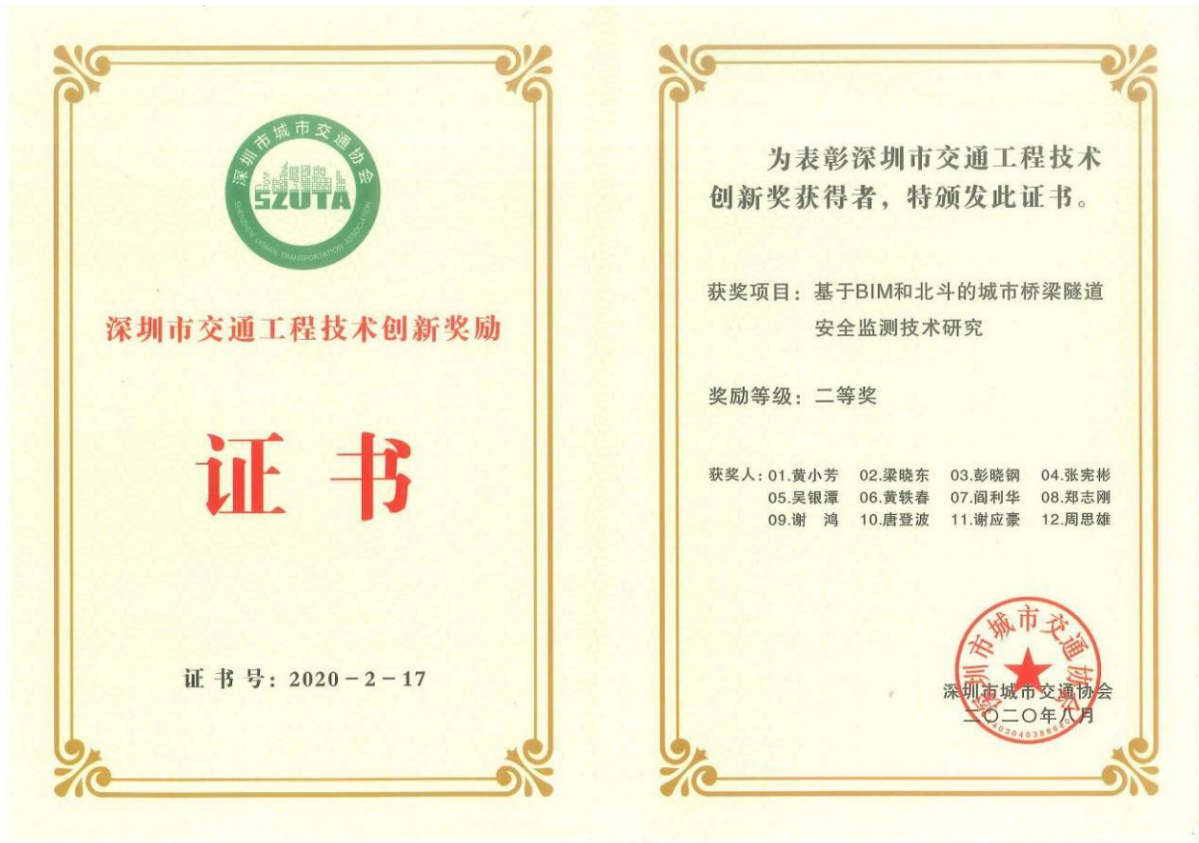 深圳市城市交通协会
SZUTA
SHENZHEN URBAN TRANSPORTATION ASSOCIATION
深圳市交通工程技术创新奖励
证书
证书号：2020－2－17
为表彰深圳市交通工程技术
创新奖获得者，特颁发此证书。
获奖项目：基于BIM和北斗的城市桥梁隧道
安全监测技术研究
奖励等级：二等奖
获奖人：01.黄小芳 02.梁晓东 03.彭晓钢 04.张宪彬
05.吴银潭 06.黄轶春 07.阎利华 08.郑志刚
09.谢 鸿 10.唐登波 11.谢应豪 12.周思雄
深圳市城市交通协会
深圳市城市交通协会
二〇二〇年八月